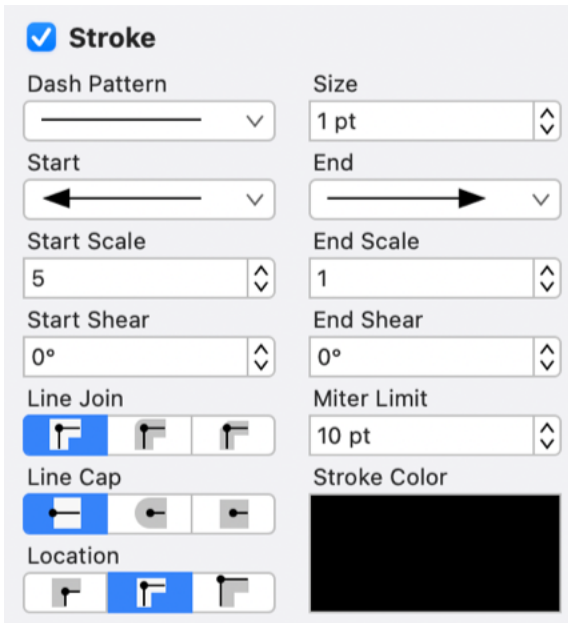 Stroke
Dash Pattern
Size
1 pt
Start
End
Start Scale
End Scale
5
1
Start Shear
End Shear
0°
0°
Line Join
Miter Limit
10 pt
Line Cap
Stroke Color
Location